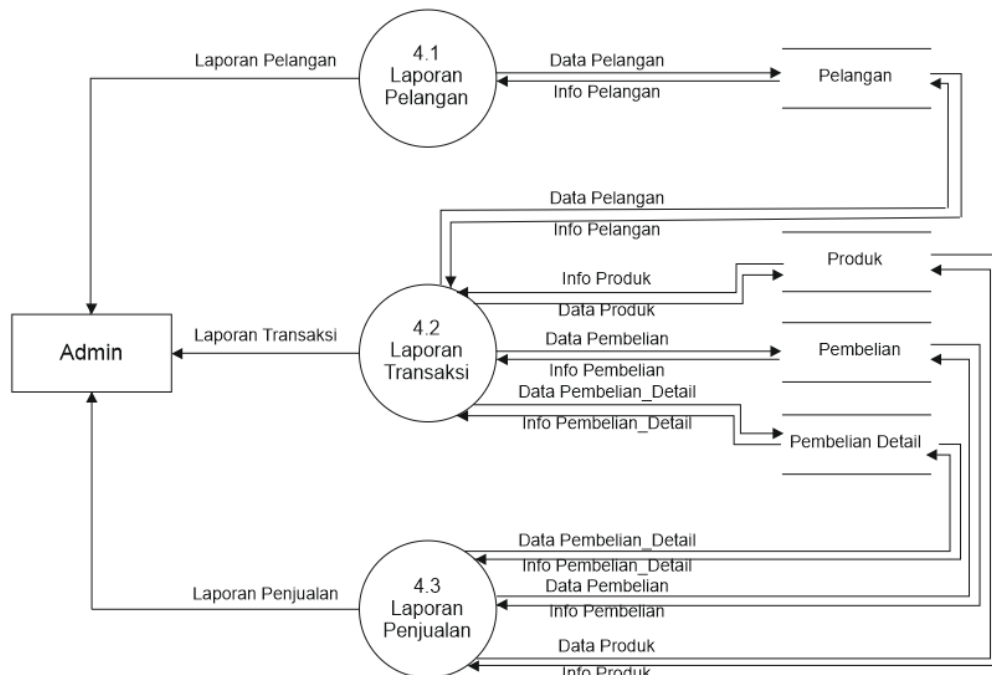 4.1
Laporan
Pelangan
Laporan Pelangan
Data Pelangan
Info Pelangan
Pelangan
Data Pelangan
Info Pelangan
Info Produk
Data Produk
Produk
Admin
Laporan Transaksi
4.2
Laporan
Transaksi
Data Pembelian
Info Pembelian
Pembelian
Data Pembelian_Detail
Info Pembelian_Detail
Pembelian Detail
Data Pembelian_Detail
Info Pembelian_Detail
Laporan Penjualan
4.3
Laporan
Penjualan
Data Pembelian
Info Pembelian
Data Produk
Info Produk